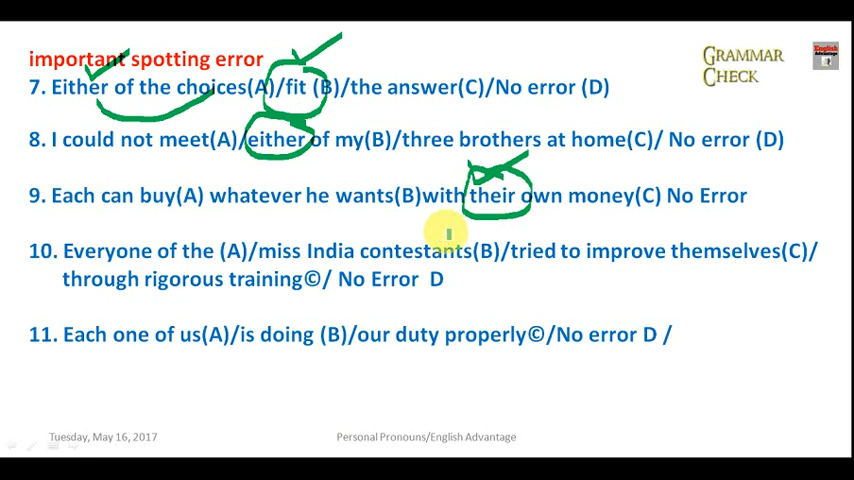 important spotting error
GRAMMAR
CHECK
English
Advantage
7. Either of the choices(A)/fit (B)/the answer(C)/No error (D)
8. I could not meet(A)/either of my(B)/three brothers at home(C)/ No error (D)
9. Each can buy(A) whatever he wants(B)with their own money(C) No Error
10. Everyone of the (A)/miss India contestants(B)/tried to improve themselves(C)/
through rigorous training©/ No Error D
11. Each one of us(A)/is doing (B)/our duty properly©/No error D /
Tuesday, May 16, 2017
Personal Pronouns/English Advantage